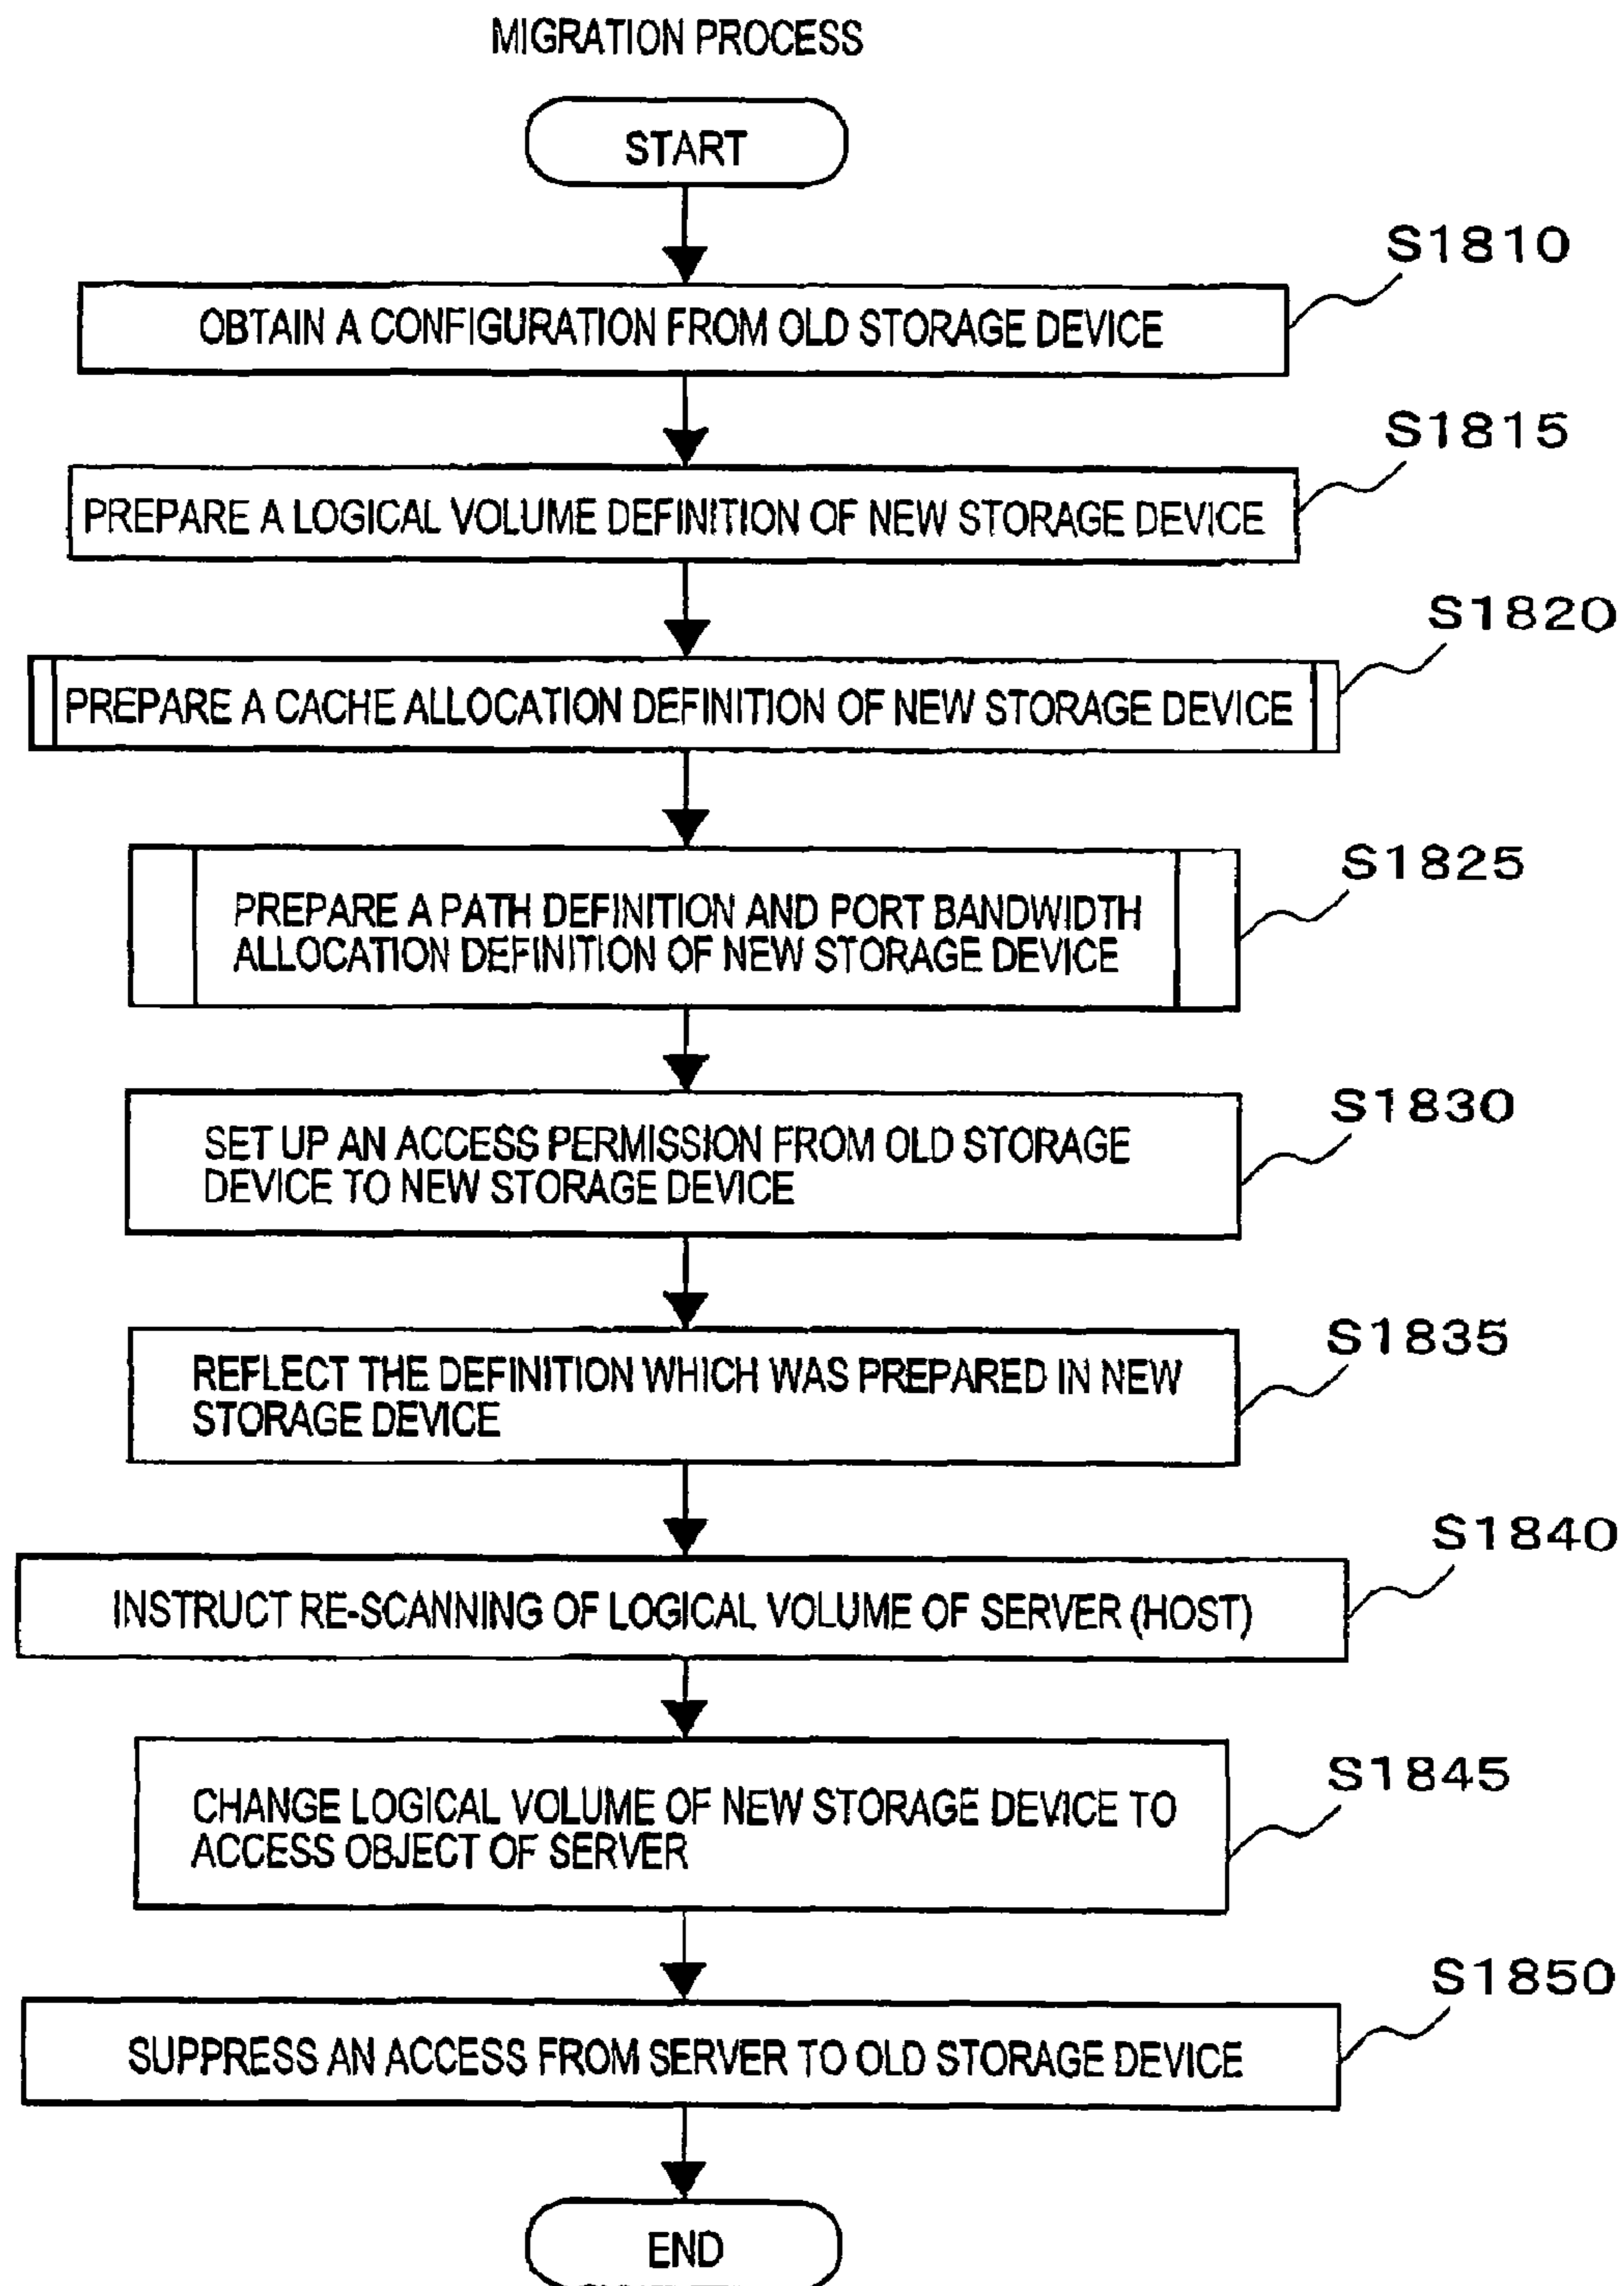 MIGRATION PROCESS
START
S1810
OBTAIN A CONFIGURATION FROM OLD STORAGE DEVICE
S1815
PREPARE A LOGICAL VOLUME DEFINITION OF NEW STORAGE DEVICE
S1820
PREPARE A CACHE ALLOCATION DEFINITION OF NEW STORAGE DEVICE
S1825
PREPARE A PATH DEFINITION AND PORT BANDWIDTH
ALLOCATION DEFINITION OF NEW STORAGE DEVICE
S1830
SET UP AN ACCESS PERMISSION FROM OLD STORAGE
DEVICE TO NEW STORAGE DEVICE
S1835
REFLECT THE DEFINITION WHICH WAS PREPARED IN NEW
STORAGE DEVICE
S1840
INSTRUCT RE-SCANNING OF LOGICAL VOLUME OF SERVER (HOST)
S1845
CHANGE LOGICAL VOLUME OF NEW STORAGE DEVICE TO
ACCESS OBJECT OF SERVER
S1850
SUPPRESS AN ACCESS FROM SERVER TO OLD STORAGE DEVICE
END